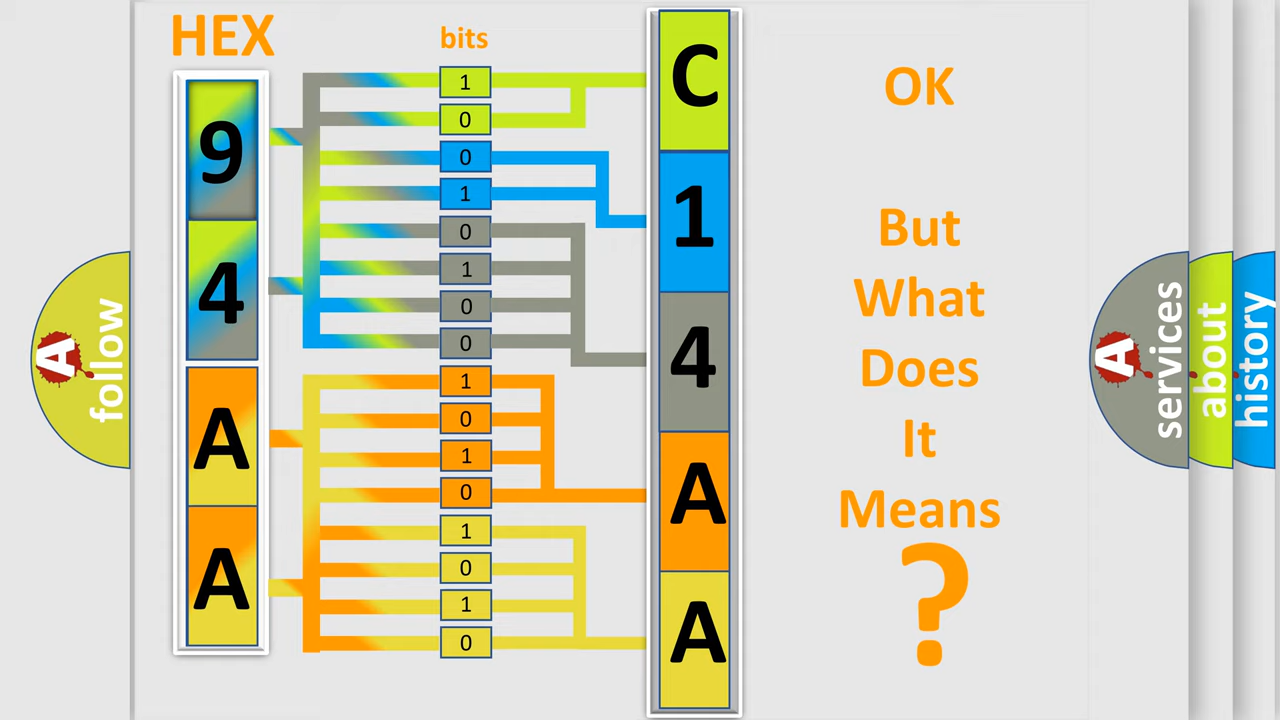 HEX
bits
9
4
A
A
1
0
0
1
0
1
0
0
1
0
1
0
1
0
1
0
C
1
4
A
A
OK
But
What
Does
It
Means
?
A
follow
A
services
about
history